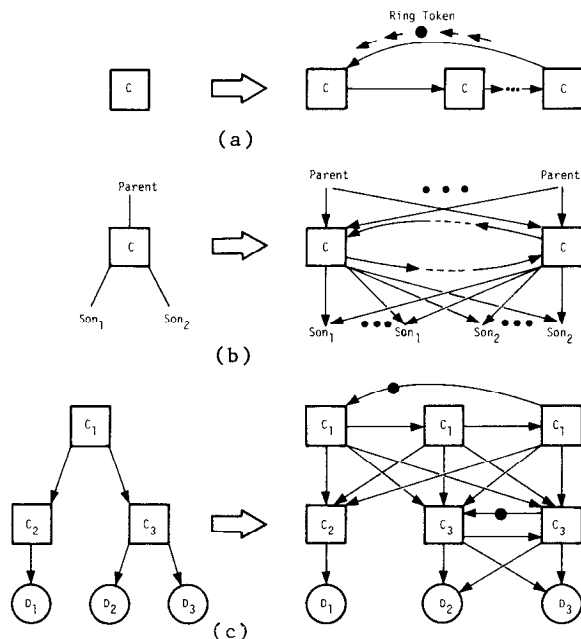 Ring Token
C C C C
(a)
Parent Parent Parent
C C C
Son1 Son2 Son1 Son1 Son2 Son2
(b)
C1 C1 C1 C1
C2 C3 C2 C3 C3
D1 D2 D3 D1 D2 D3
(c)